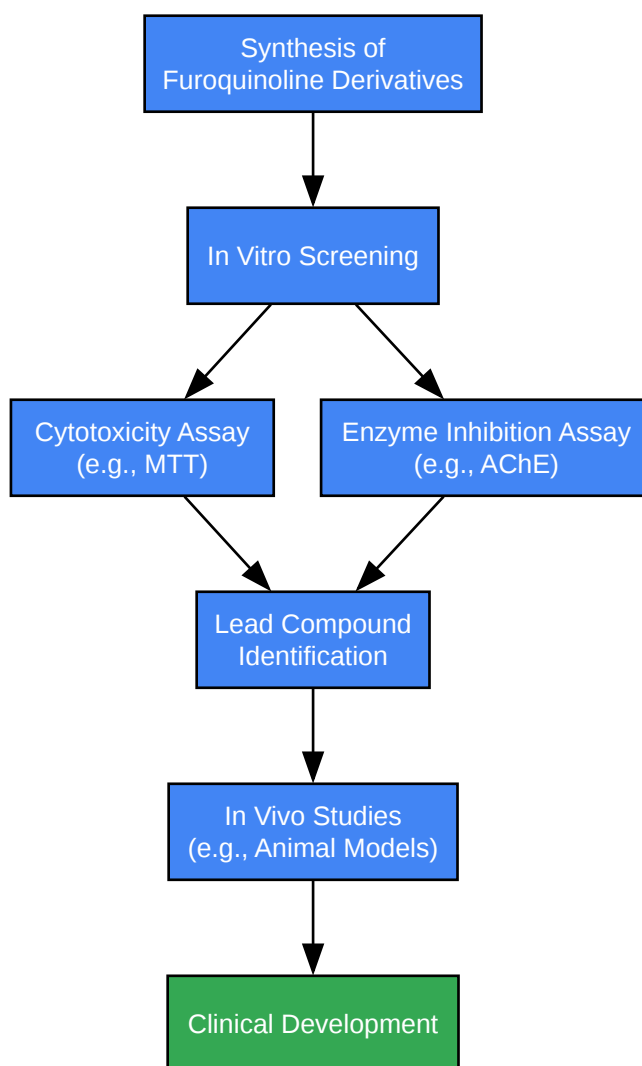 Synthesis of
Furoquinoline Derivatives
In Vitro Screening
Cytotoxicity Assay
(e.g., MTT)
Enzyme Inhibition Assay
(e.g., AChE)
Lead Compound
Identification
In Vivo Studies
(e.g., Animal Models)
Clinical Development